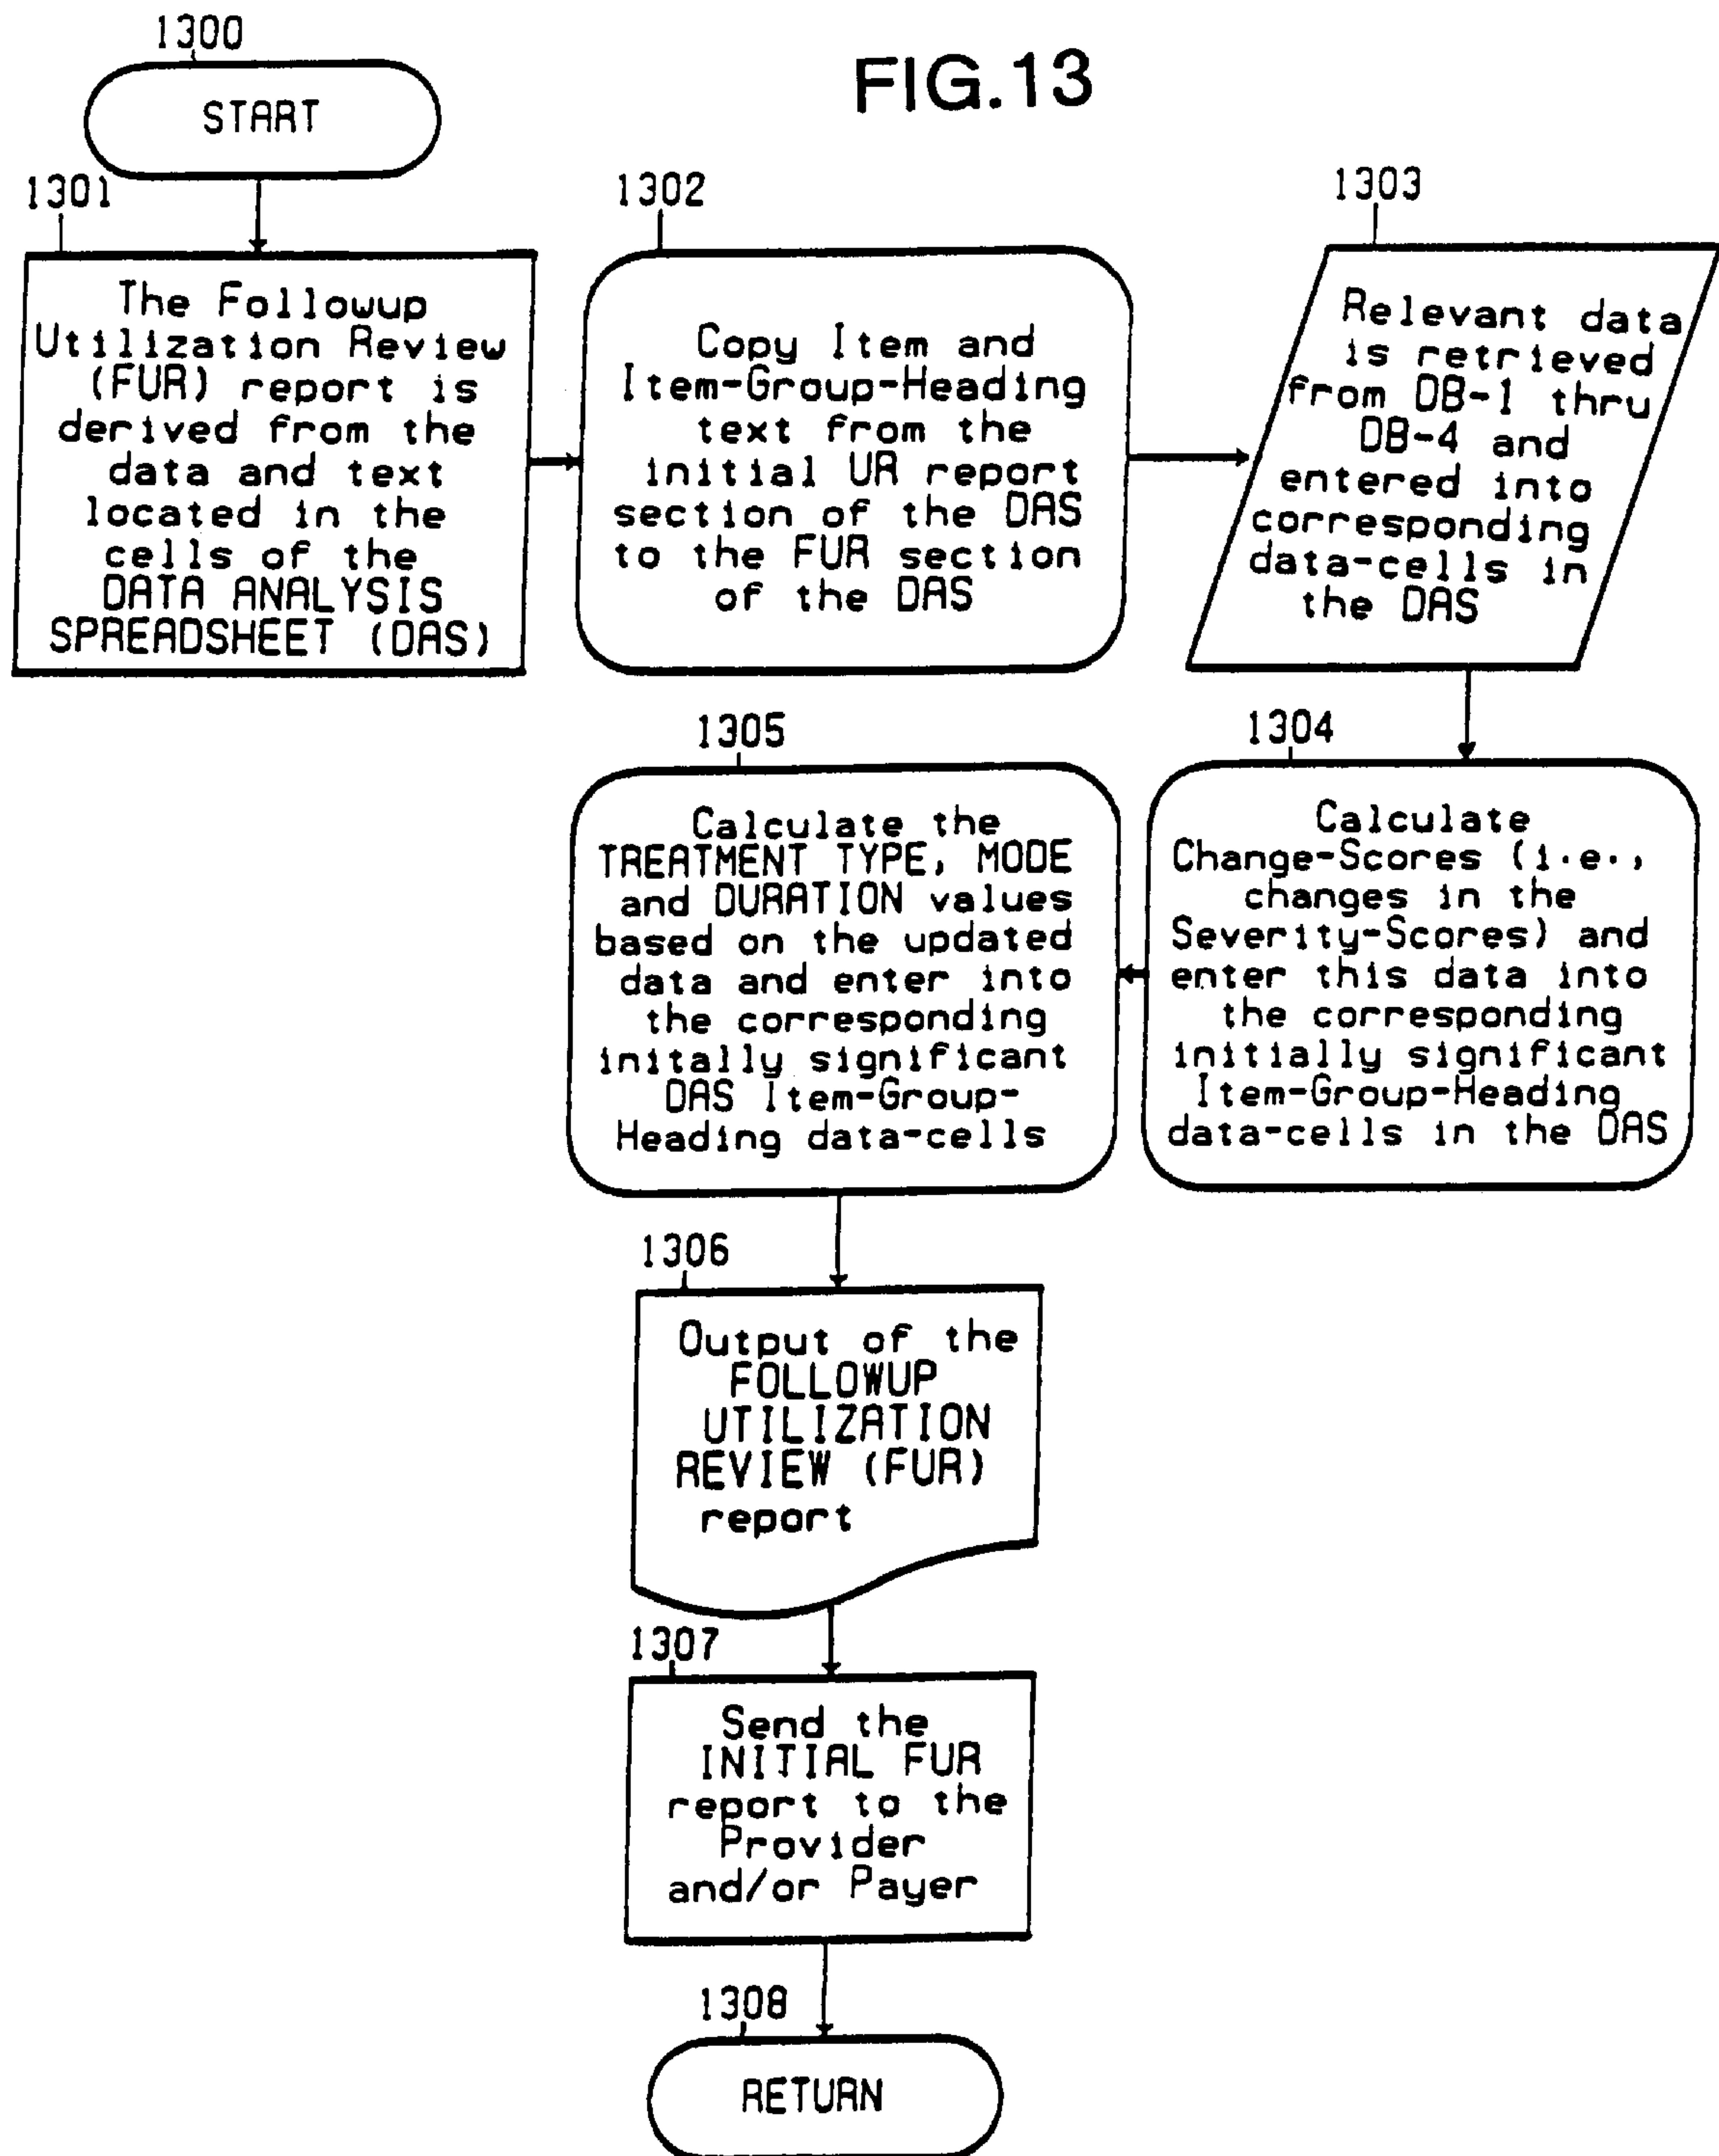 FIG.13
1300
START
1301
The Followup
Utilization Review
(FUR) report is
derived from the
data and text
located in the
cells of the
DATA ANALYSIS
SPREADSHEET (DAS)
1302
Copy Item and
Item-Group-Heading
text from the
initial UR report
section of the DAS
to the FUR section
of the DAS
1303
Relevant data
is retrieved
from DB-1 thru
DB-4 and
entered into
corresponding
data-cells in
the DAS
1304
Calculate
Change-Scores (i.e.,
changes in the
Severity-Scores) and
enter this data into
the corresponding
initially significant
Item-Group-Heading
data-cells in the DAS
1305
Calculate the
TREATMENT TYPE, MODE
and DURATION values
based on the updated
data and enter into
the corresponding
initally significant
DAS Item-Group-
Heading data-cells
1306
Output of the
FOLLOWUP
UTILIZATION
REVIEW (FUR)
report
1307
Send the
INITIAL FUR
report to the
Provider
and/or Payer
1308
RETURN